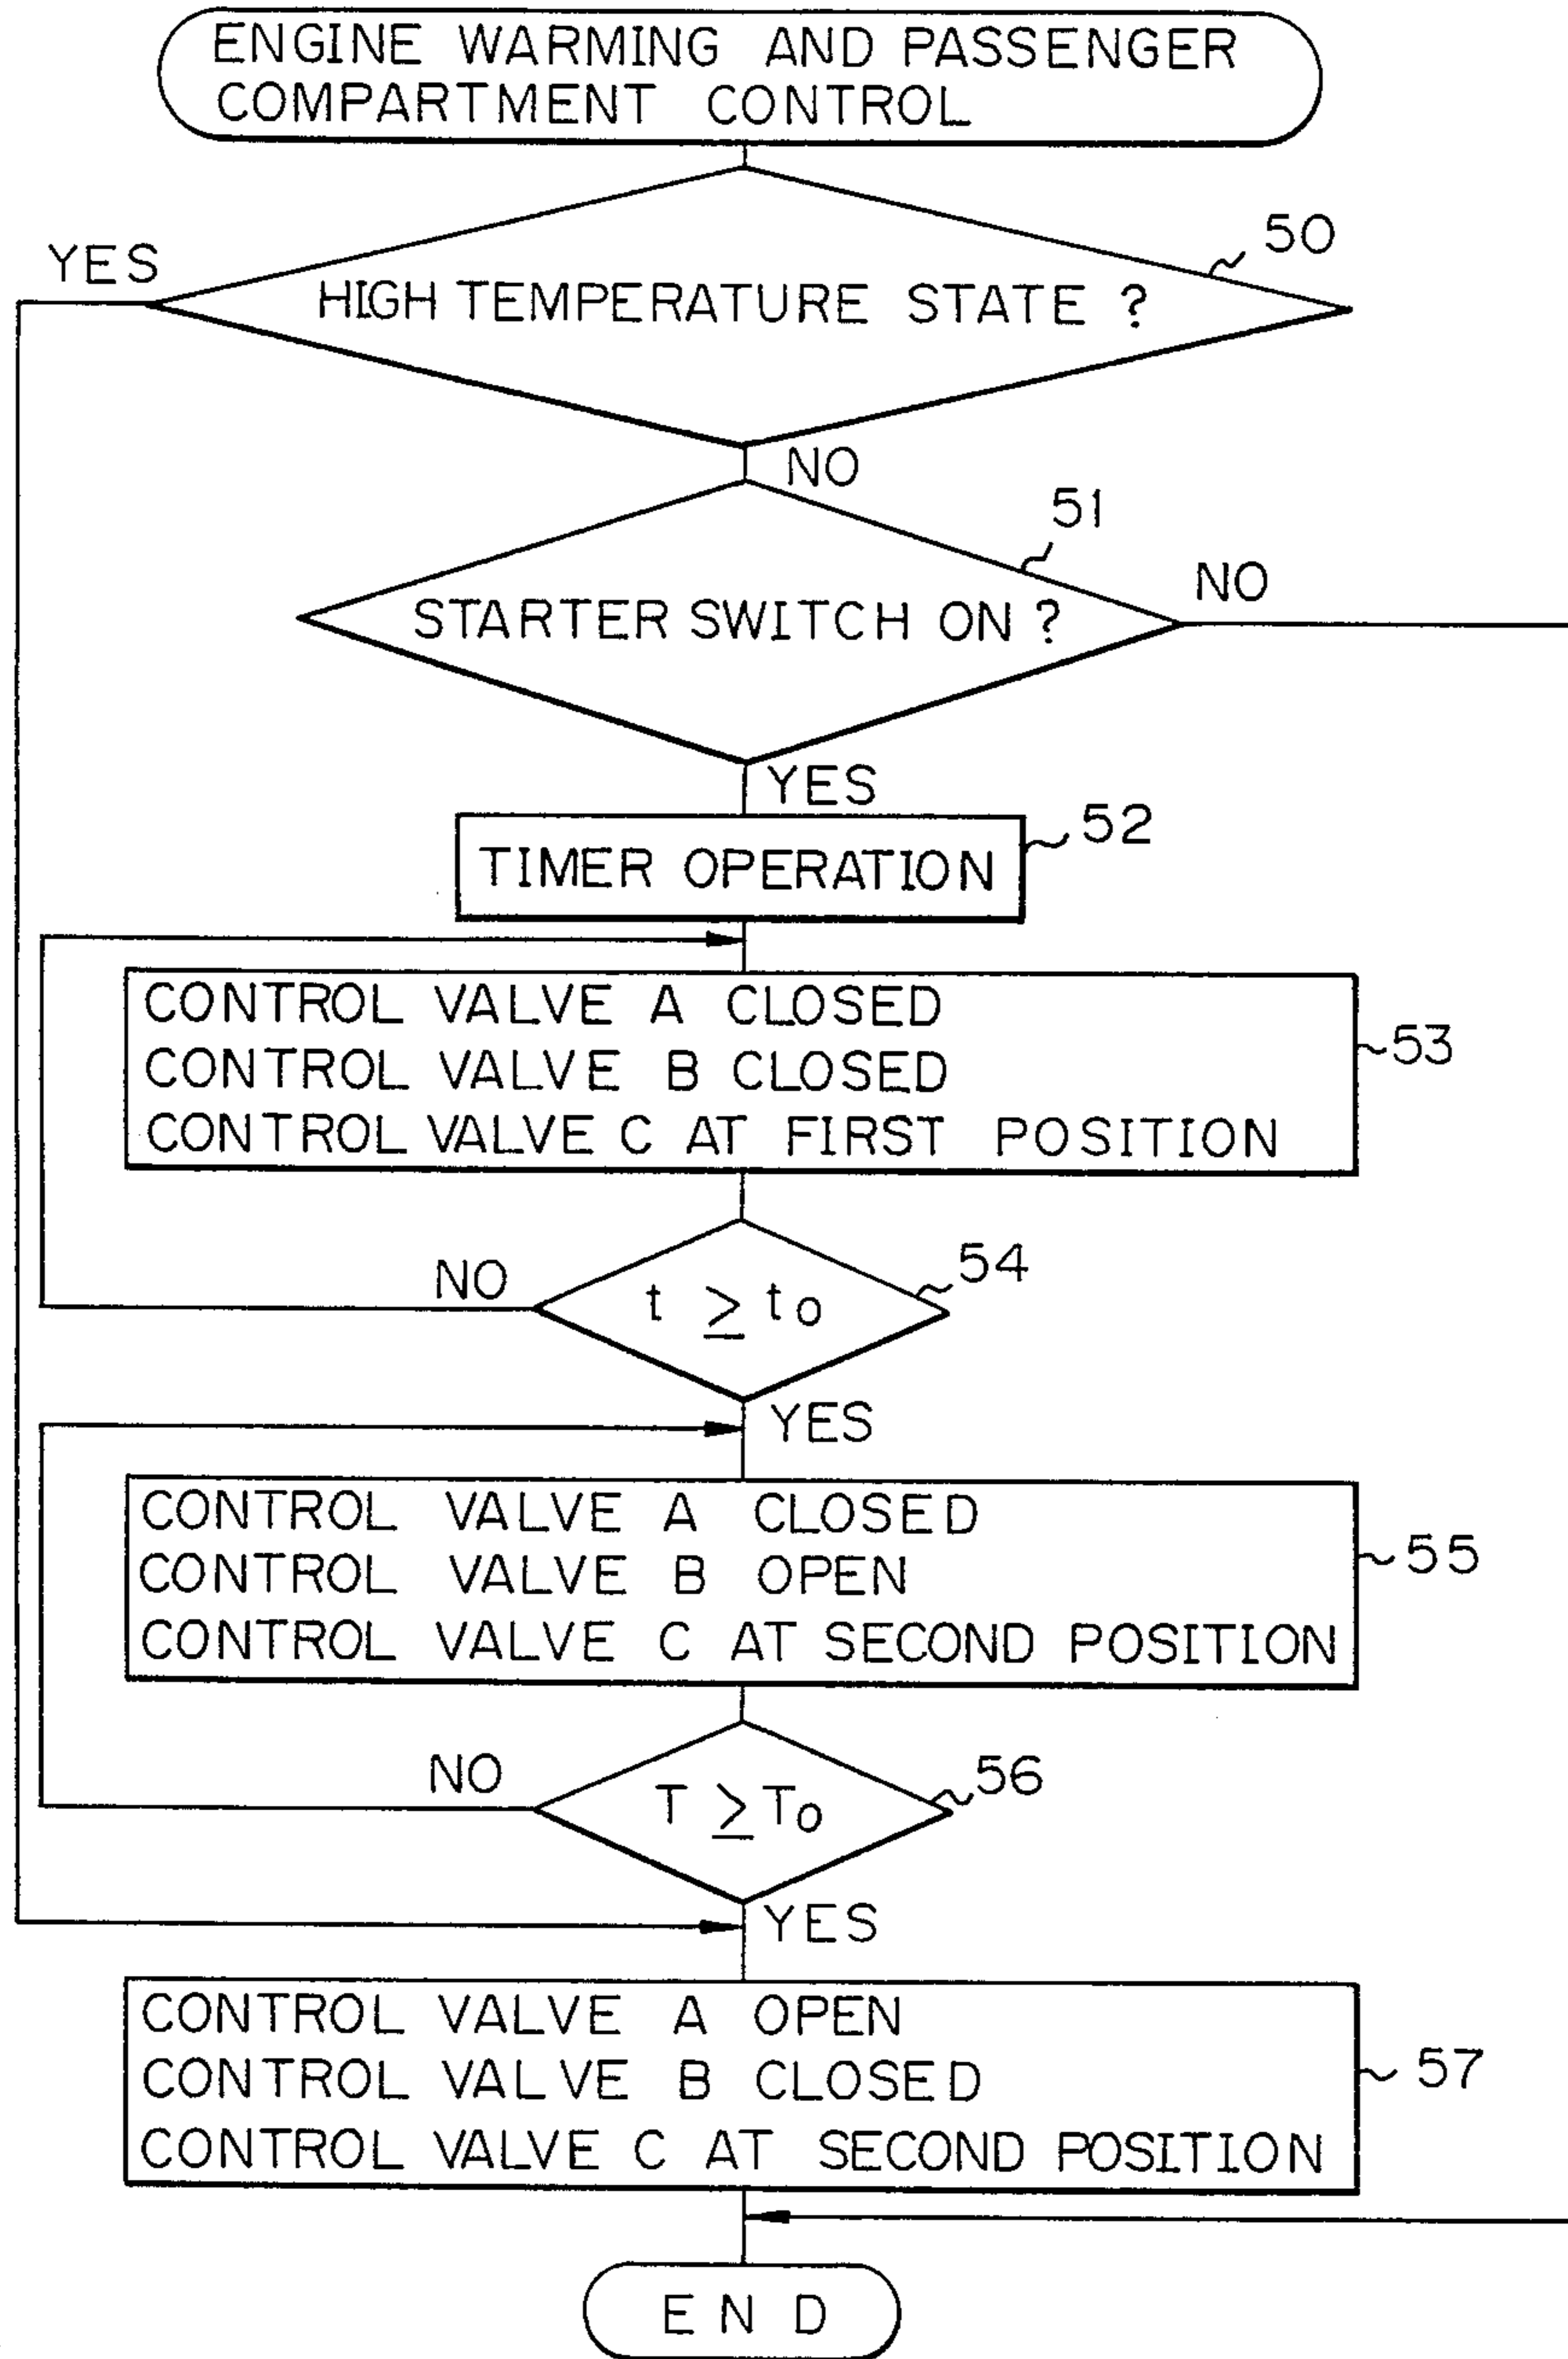 ENGINE WARMING AND PASSENGER
COMPARTMENT CONTROL
50
YES
HIGH TEMPERATURE STATE ?
NO
51
NO
STARTER SWITCH ON ?
YES
52
TIMER OPERATION
CONTROL VALVE A CLOSED
CONTROL VALVE B CLOSED
CONTROL VALVE C AT FIRST POSITION
53
54
NO
t ≥ to
YES
CONTROL VALVE A CLOSED
CONTROL VALVE B OPEN
CONTROL VALVE C AT SECOND POSITION
55
56
NO
T ≥ To
YES
CONTROL VALVE A OPEN
CONTROL VALVE B CLOSED
CONTROL VALVE C AT SECOND POSITION
57
END